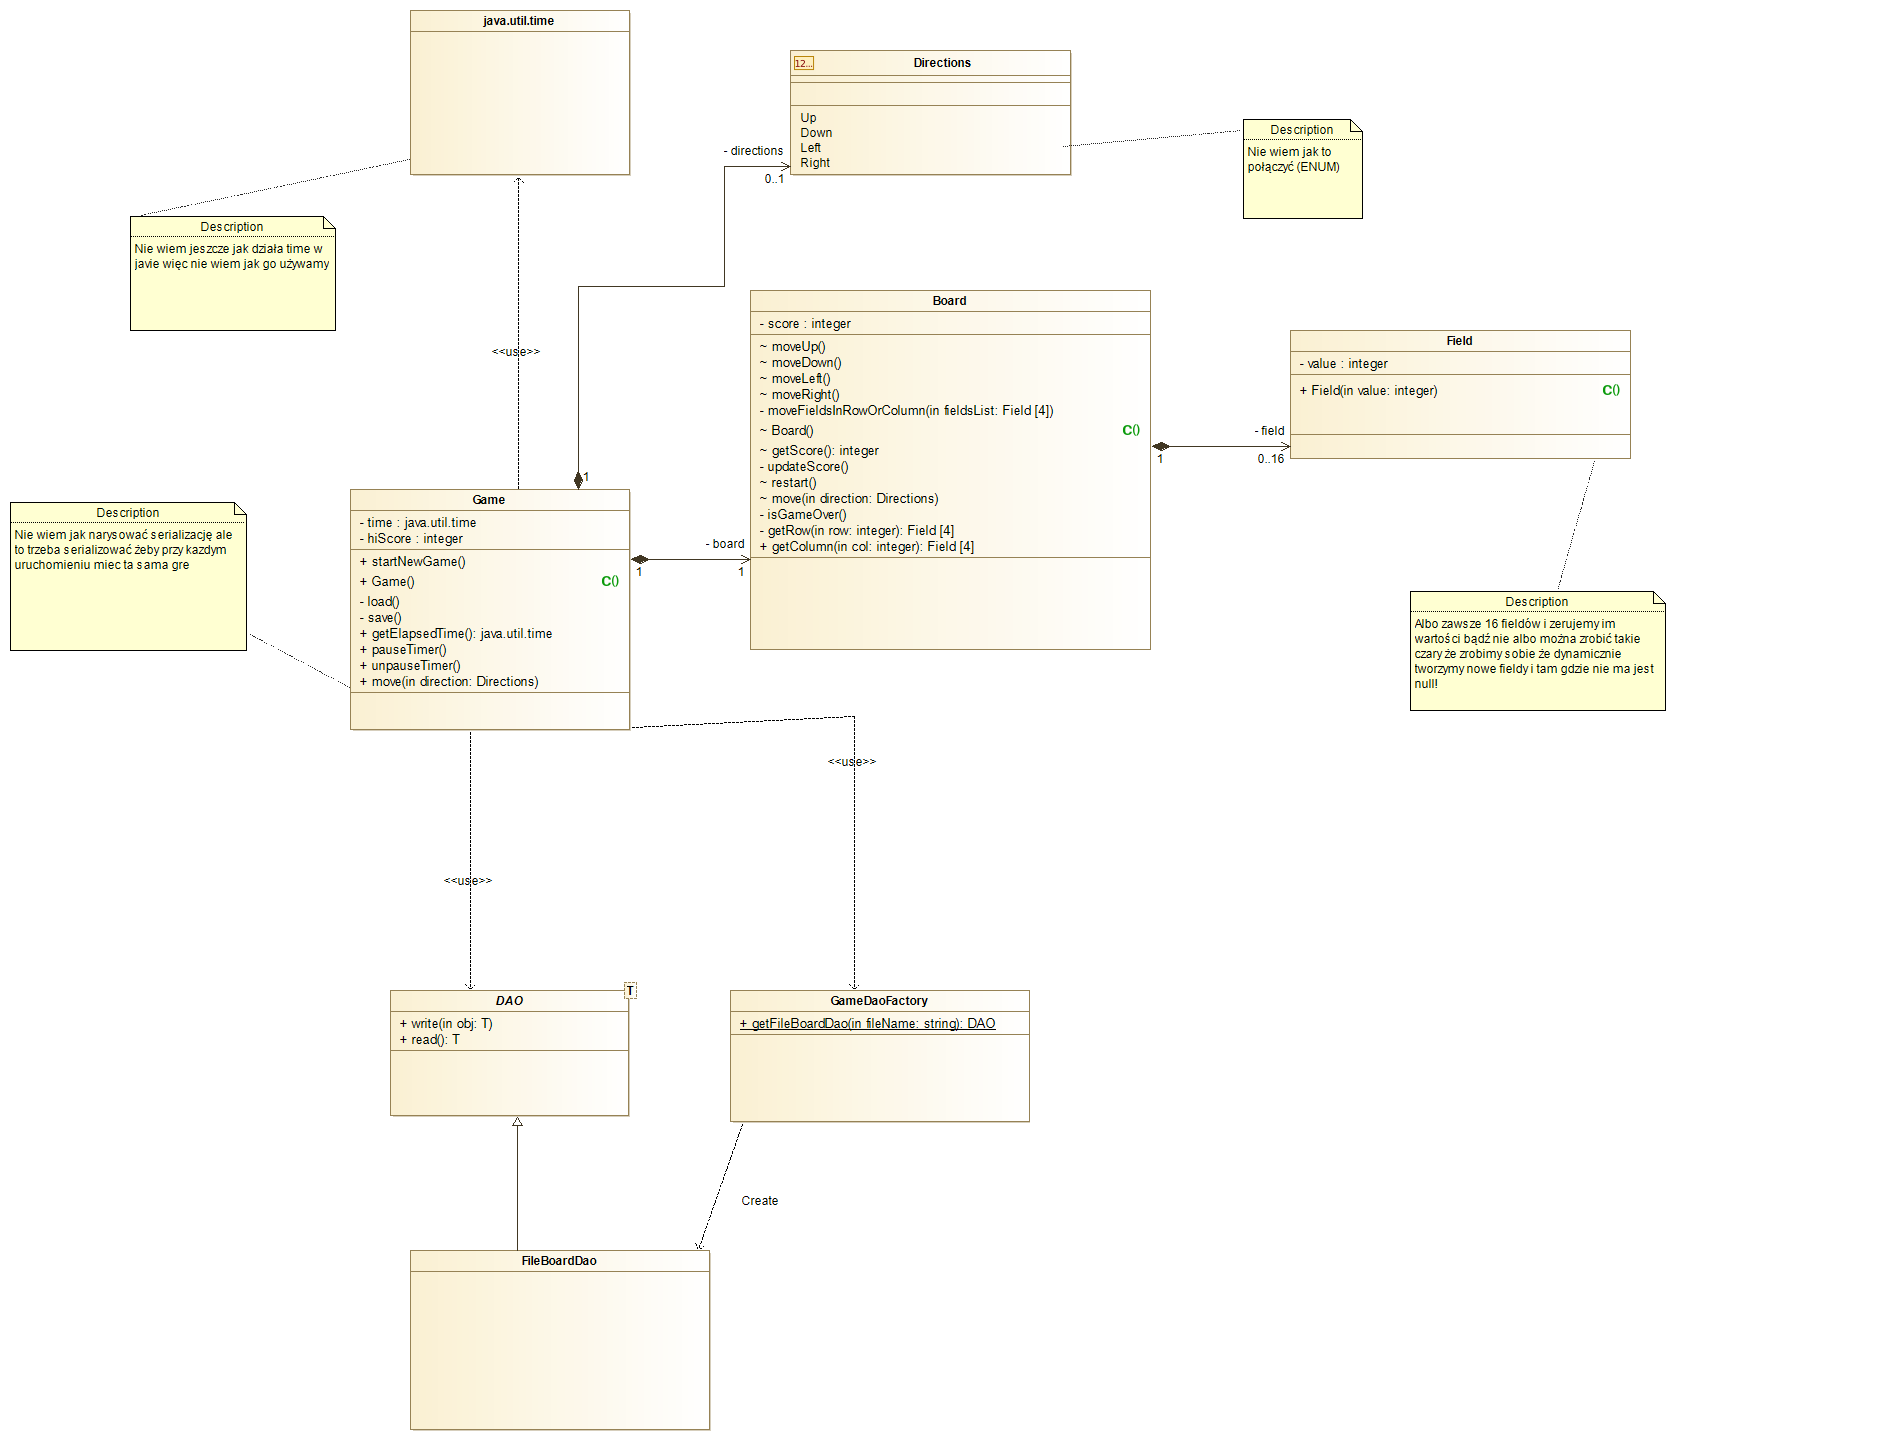 java.util.time
12...
Directions
Up
Down
Left
Right
- directions
0..1
Description
Nie wiem jak to
połączyć (ENUM)
Description
Nie wiem jeszcze jak działa time w
javie więc nie wiem jak go używamy
<<use>>
Board
- score : integer
~ moveUp()
~ moveDown()
~ moveLeft()
~ moveRight()
- moveFieldsInRowOrColumn(in fieldsList: Field [4])
~ Board()
C()
~ getScore(): integer
- updateScore()
~ restart()
~ move(in direction: Directions)
- isGameOver()
- getRow(in row: integer): Field [4]
+ getColumn(in col: integer): Field [4]
Field
- value : integer
+ Field(in value: integer)
C()
- field
1
0..16
1
Game
- time : java.util.time
- hiScore : integer
+ startNewGame()
+ Game()
C()
- load()
- save()
+ getElapsedTime(): java.util.time
+ pauseTimer()
+ unpauseTimer()
+ move(in direction: Directions)
- board
1
1
Description
Nie wiem jak narysować serializację ale
to trzeba serializować żeby przy kazdym
uruchomieniu miec ta sama gre
Description
Albo zawsze 16 fieldów i zerujemy im
wartości bądź nie albo można zrobić takie
czary że zrobimy sobie że dynamicznie
tworzymy nowe fieldy i tam gdzie nie ma jest
null!
<<use>>
<<use>>
DAO
T
+ write(in obj: T)
+ read(): T
GameDaoFactory
+ getFileBoardDao(in fileName: string): DAO
Create
FileBoardDao